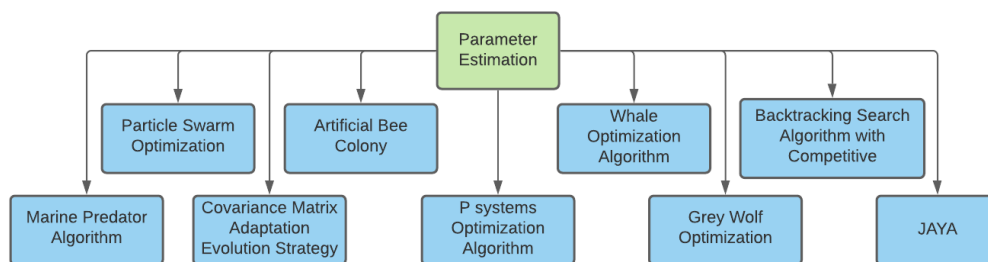 Parameter
Estimation
Particle Swarm
Optimization
Artificial Bee
Colony
Whale
Optimization
Algorithm
Backtracking Search
Algorithm with
Competitive
Marine Predator
Algorithm
Covariance Matrix
Adaptation
Evolution Strategy
P systems
Optimization
Algorithm
Grey Wolf
Optimization
JAYA